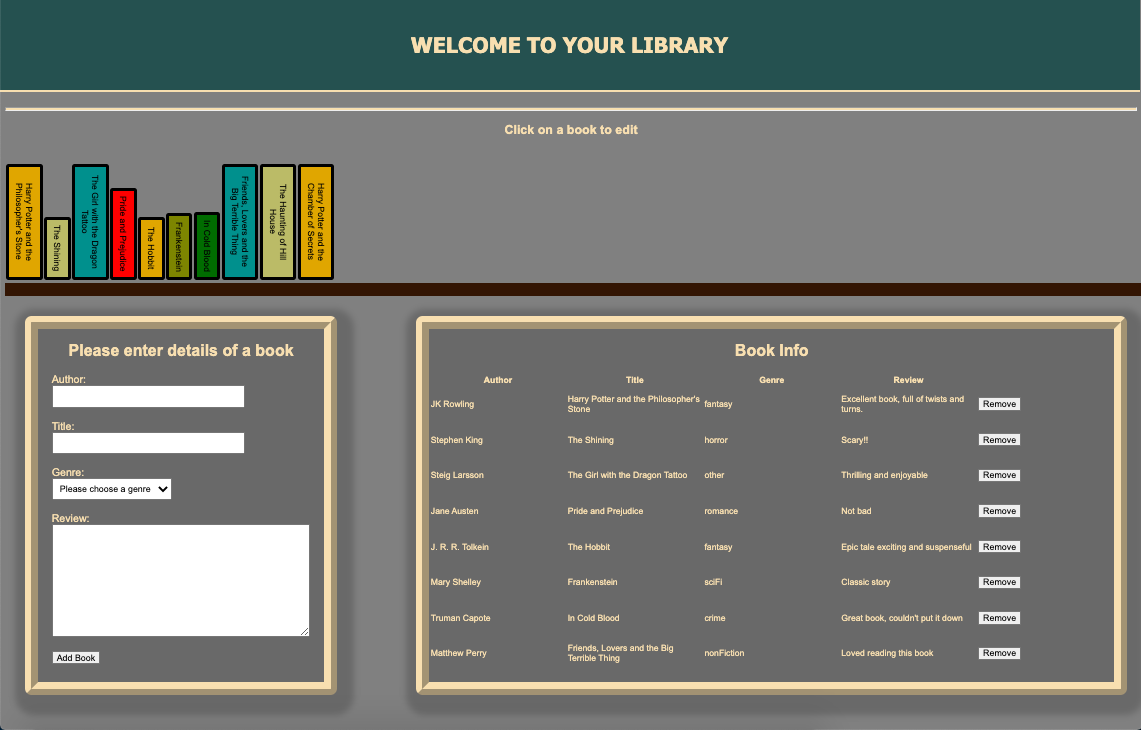 WELCOME TO YOUR LIBRARY
Click on a book to edit
Harry Potter and the
Philosopher's Stone
The Shining
The Girl with the Dragon
Tattoo
Pride and Prejudice
The Hobbit
Frankenstein
In Cold Blood
Friends, Lovers and the
Big Terrible Thing
The Haunting of Hill
House
Harry Potter and the
Chamber of Secrets
Please enter details of a book
Author:
Title:
Genre:
Please choose a genre
Review:
Add Book
Book Info
Author Title Genre Review
JK Rowling Harry Potter and the Philosopher's fantasy Excellent book, full of twists and Remove
Stone turns.
Stephen King The Shining horror Scary!! Remove
Steig Larsson The Girl with the Dragon Tattoo other Thrilling and enjoyable Remove
Jane Austen Pride and Prejudice romance Not bad Remove
J. R. R. Tolkein The Hobbit fantasy Epic tale exciting and suspenseful Remove
Mary Shelley Frankenstein sciFi Classic story Remove
Truman Capote In Cold Blood crime Great book, couldn't put it down Remove
Matthew Perry Friends, Lovers and the Big nonFiction Loved reading this book Remove
Terrible Thing